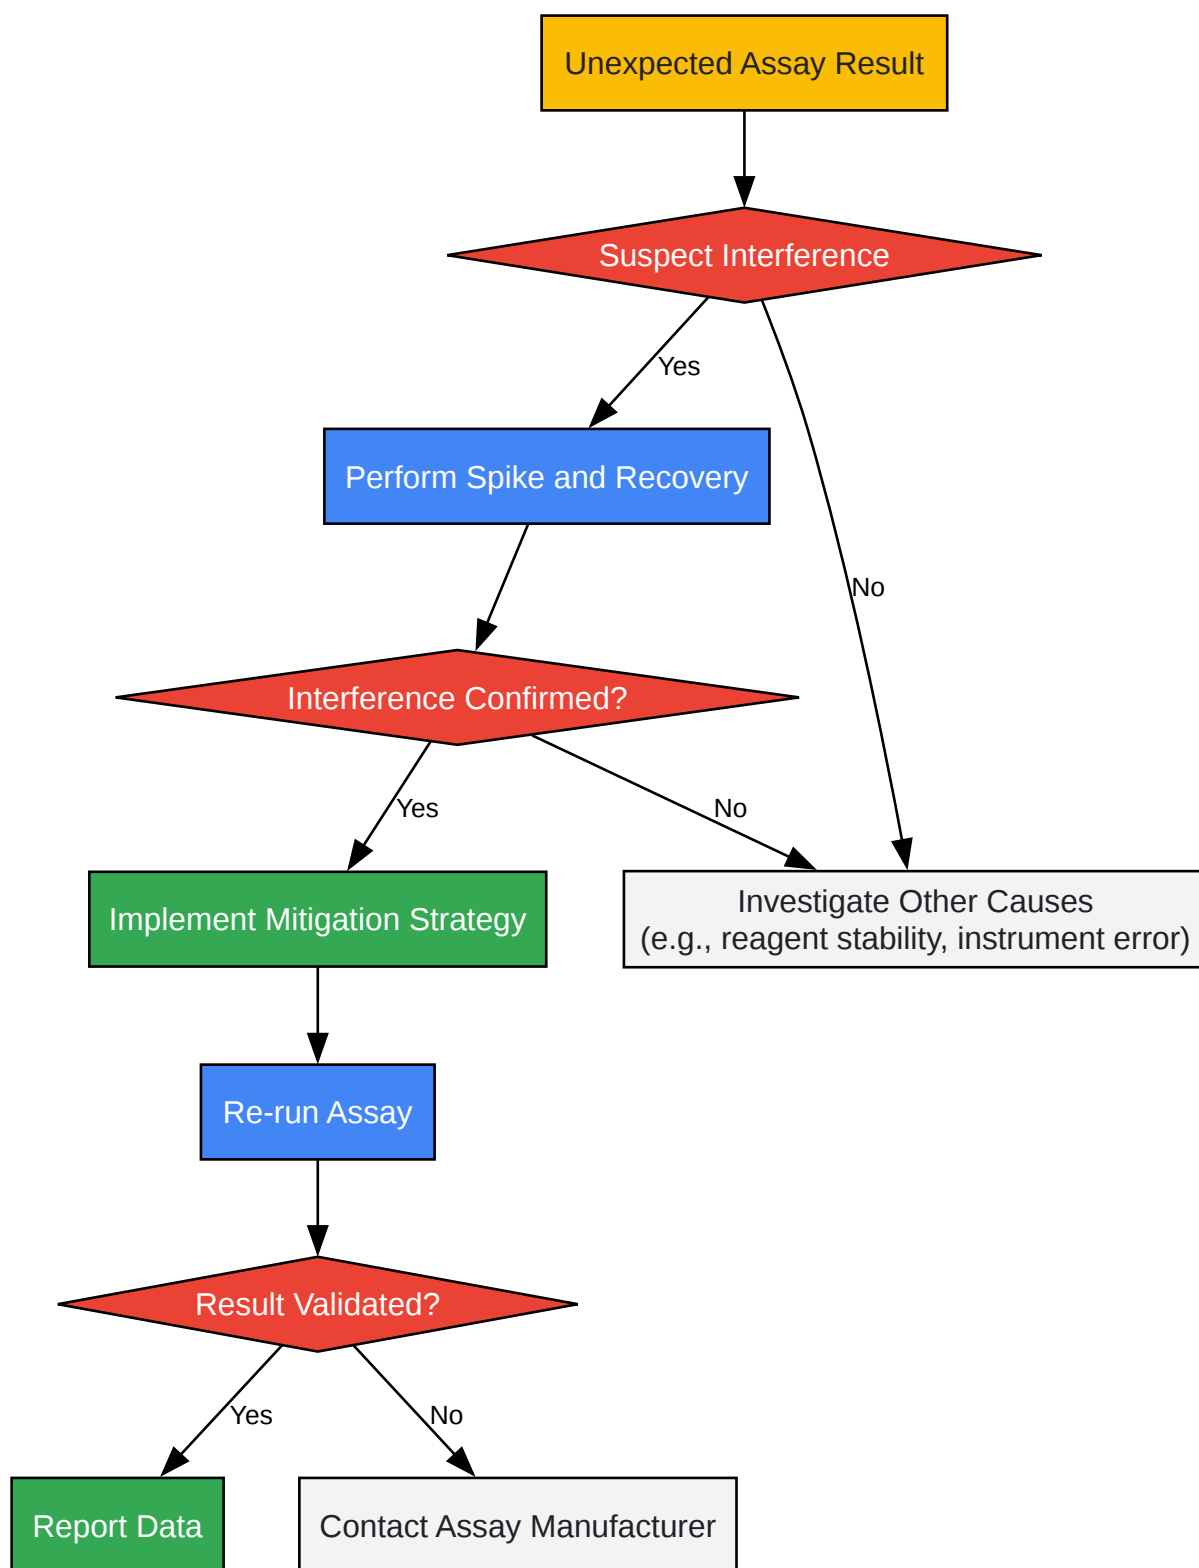 Unexpected Assay Result
Suspect Interference
Yes
Perform Spike and Recovery
No
Interference Confirmed?
Yes
No
Implement Mitigation Strategy
Investigate Other Causes
(e.g., reagent stability, instrument error)
Re-run Assay
Result Validated?
Yes
No
Report Data
Contact Assay Manufacturer